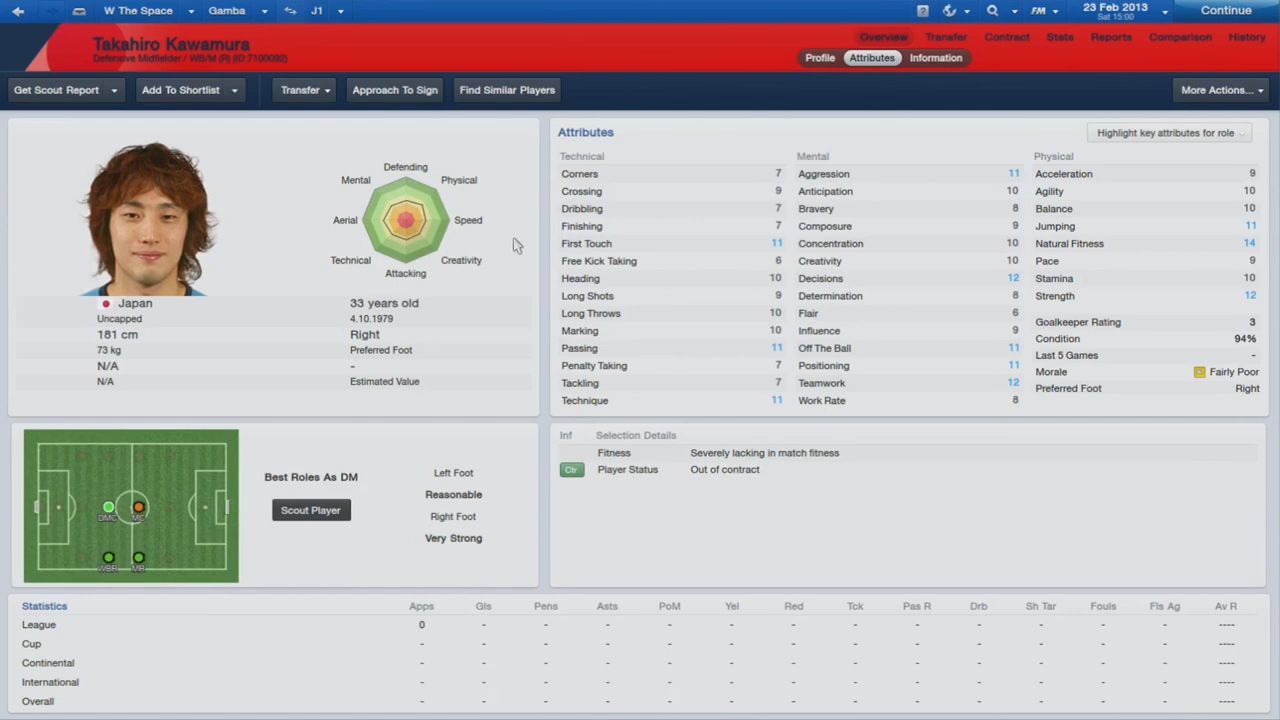 W The Space Gamba J1 FM 23 Feb 2013 Sat 15:00 Continue
Takahiro Kawamura
Defensive Midfielder / WB/M (R) (ID:7100092)
Overview Transfer Contract Stats Reports Comparison History
Profile Attributes Information
Get Scout Report Add To Shortlist Transfer Approach To Sign Find Similar Players More Actions...
Defending
Mental Physical
Aerial Speed
Technical Creativity
Attacking
Japan 33 years old
Uncapped 4.10.1979
181 cm Right
73 kg Preferred Foot
N/A -
N/A Estimated Value
Attributes Highlight key attributes for role
Technical Mental Physical
Corners 7 Aggression 11 Acceleration 9
Crossing 9 Anticipation 10 Agility 10
Dribbling 7 Bravery 8 Balance 10
Finishing 7 Composure 9 Jumping 11
First Touch 11 Concentration 10 Natural Fitness 14
Free Kick Taking 6 Creativity 10 Pace 9
Heading 10 Decisions 12 Stamina 10
Long Shots 9 Determination 8 Strength 12
Long Throws 10 Flair 6
Marking 10 Influence 9 Goalkeeper Rating 3
Passing 11 Off The Ball 11 Condition 94%
Penalty Taking 7 Positioning 11 Last 5 Games -
Tackling 7 Teamwork 12 Morale Fairly Poor
Technique 11 Work Rate 8 Preferred Foot Right
DMC MC
WBR MR
Best Roles As DM
Scout Player
Left Foot
Reasonable
Right Foot
Very Strong
Inf Selection Details
Fitness Severely lacking in match fitness
Ctr Player Status Out of contract
Statistics Apps Gls Pens Asts PoM Yel Red Tck Pas R Drb Sh Tar Fouls Fls Ag Av R
League 0 - - - - - - - - - - - - ----
Cup - - - - - - - - - - - - - ----
Continental - - - - - - - - - - - - - ----
International - - - - - - - - - - - - - ----
Overall - - - - - - - - - - - - - ----